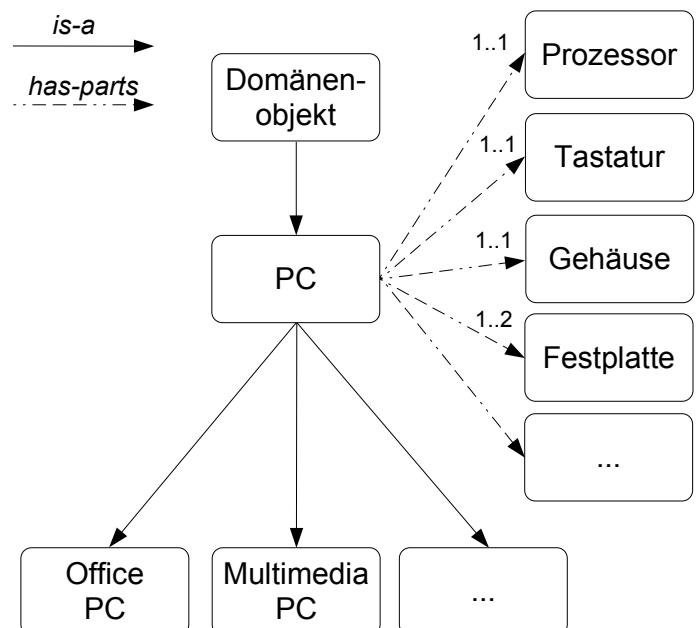 is-a
has-parts
Domänen-
objekt
PC
1..1
Prozessor
1..1
Tastatur
1..1
Gehäuse
1..2
Festplatte
...
Office
PC
Multimedia
PC
...